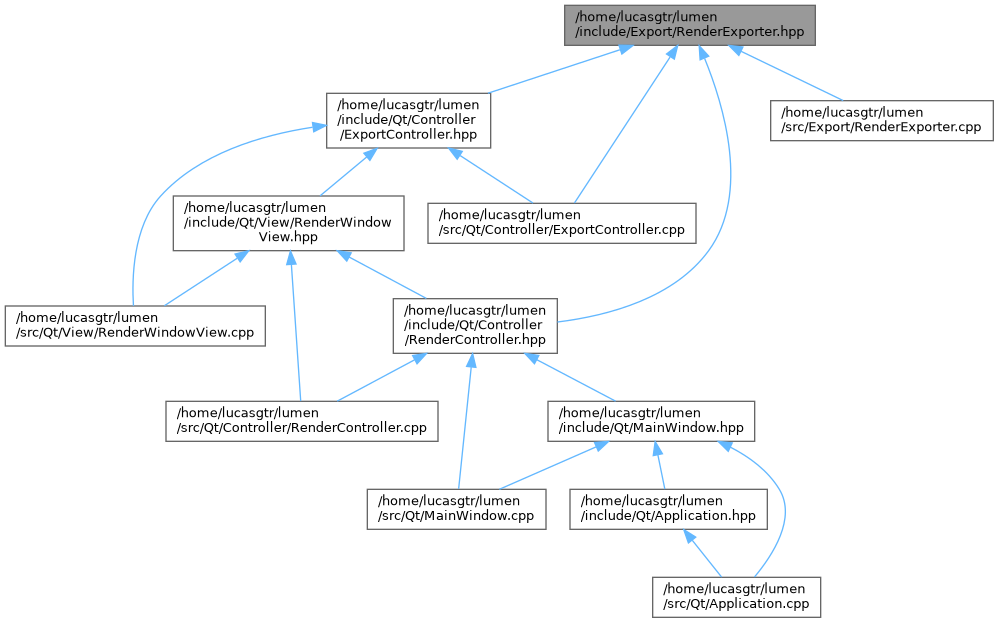 /home/lucasgtr/lumen
/include/Export/RenderExporter.hpp
/home/lucasgtr/lumen
/include/Qt/Controller
/ExportController.hpp
/home/lucasgtr/lumen
/src/Export/RenderExporter.cpp
/home/lucasgtr/lumen
/include/Qt/View/RenderWindow
View.hpp
/home/lucasgtr/lumen
/src/Qt/Controller/ExportController.cpp
/home/lucasgtr/lumen
/src/Qt/View/RenderWindowView.cpp
/home/lucasgtr/lumen
/include/Qt/Controller
/RenderController.hpp
/home/lucasgtr/lumen
/src/Qt/Controller/RenderController.cpp
/home/lucasgtr/lumen
/include/Qt/MainWindow.hpp
/home/lucasgtr/lumen
/src/Qt/MainWindow.cpp
/home/lucasgtr/lumen
/include/Qt/Application.hpp
/home/lucasgtr/lumen
/src/Qt/Application.cpp